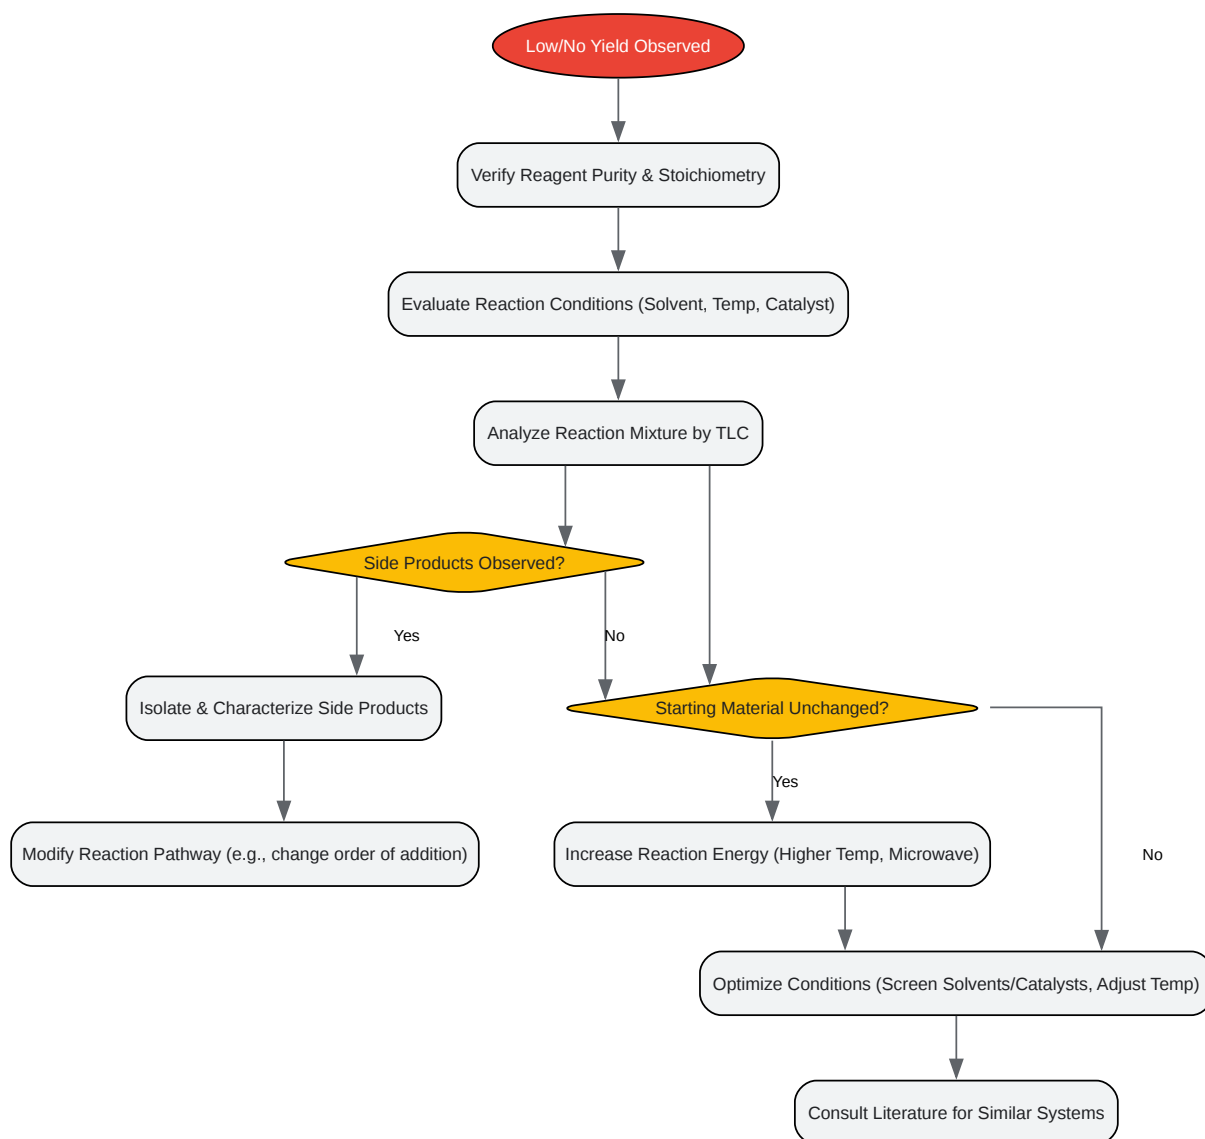 Low/No Yield Observed
Verify Reagent Purity & Stoichiometry
Evaluate Reaction Conditions (Solvent, Temp, Catalyst)
Analyze Reaction Mixture by TLC
Side Products Observed?
Yes
No
Isolate & Characterize Side Products
Starting Material Unchanged?
Yes
Modify Reaction Pathway (e.g., change order of addition)
Increase Reaction Energy (Higher Temp, Microwave)
No
Optimize Conditions (Screen Solvents/Catalysts, Adjust Temp)
Consult Literature for Similar Systems